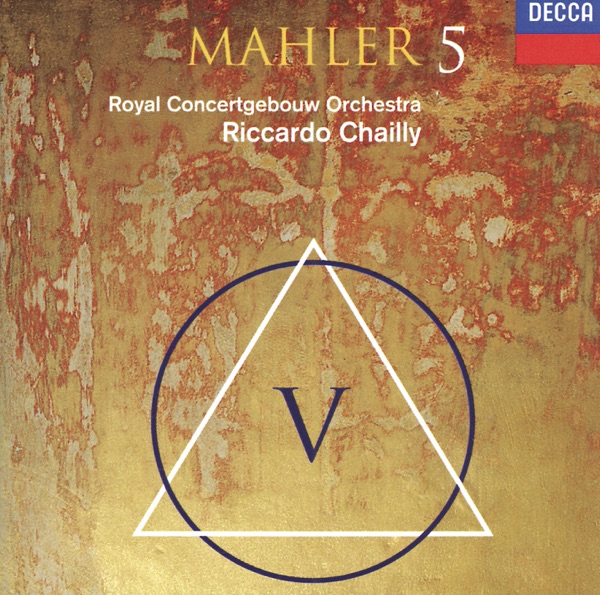 DECCA
MAHLER 5
Royal Concertgebouw Orchestra
Riccardo Chailly
V